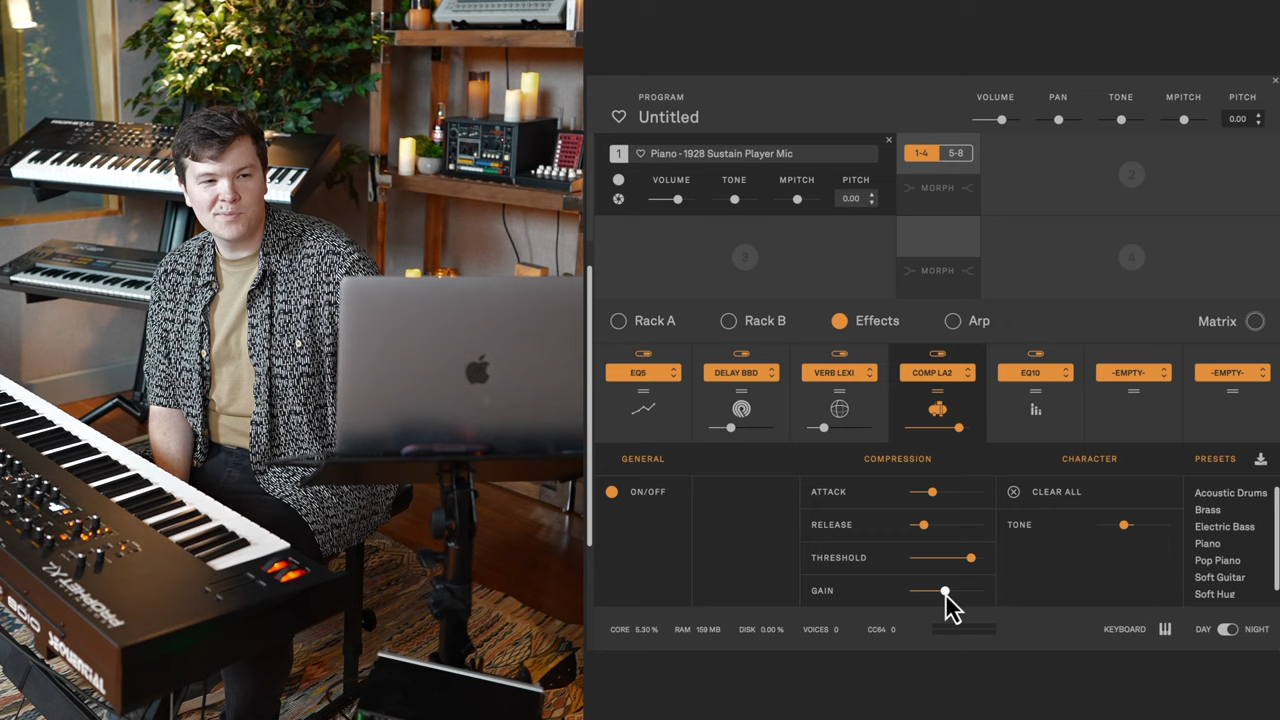 PROGRAM
Untitled
VOLUME PAN TONE MPITCH PITCH
0.00
1 Piano - 1928 Sustain Player Mic
VOLUME TONE MPITCH PITCH
0.00
1-4 5-8
MORPH
2
3
MORPH
4
Rack A Rack B Effects Arp Matrix
EQ5 DELAY BBD VERB LEXI COMP LA2 EQ10 -EMPTY- -EMPTY-
GENERAL COMPRESSION CHARACTER PRESETS
ON/OFF
ATTACK
RELEASE
THRESHOLD
GAIN
CLEAR ALL
TONE
Acoustic Drums
Brass
Electric Bass
Piano
Pop Piano
Soft Guitar
Soft Hug
CORE 5.30 % RAM 159 MB DISK 0.00 % VOICES 0 CC64 0 KEYBOARD DAY NIGHT